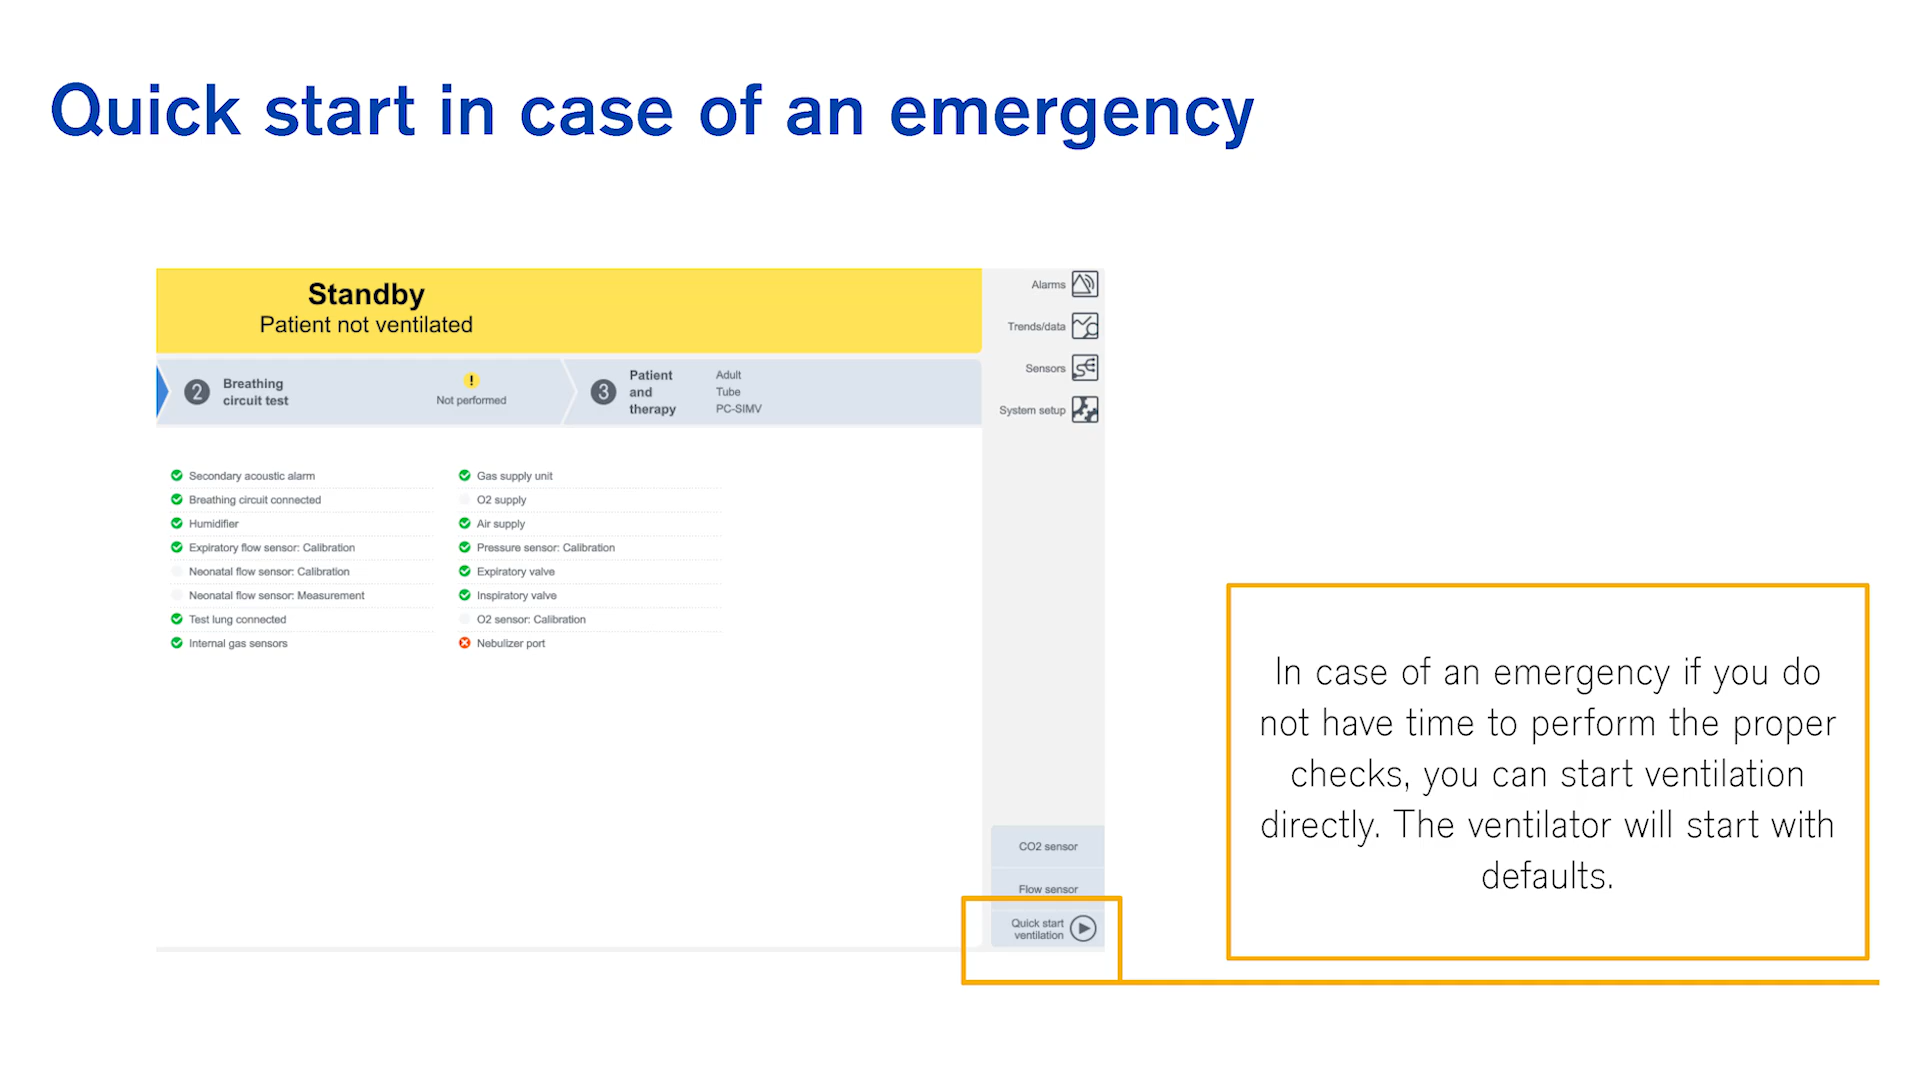 Quick start in case of an emergency
Standby
Patient not ventilated
2
Breathing
circuit test
!
Not performed
3
Patient
and
therapy
Adult
Tube
PC-SIMV
Alarms
Trends/data
Sensors
System setup
Secondary acoustic alarm
Breathing circuit connected
Humidifier
Expiratory flow sensor: Calibration
Neonatal flow sensor: Calibration
Neonatal flow sensor: Measurement
Test lung connected
Internal gas sensors
Gas supply unit
O2 supply
Air supply
Pressure sensor: Calibration
Expiratory valve
Inspiratory valve
O2 sensor: Calibration
Nebulizer port
CO2 sensor
Flow sensor
Quick start
ventilation
In case of an emergency if you do
not have time to perform the proper
checks, you can start ventilation
directly. The ventilator will start with
defaults.